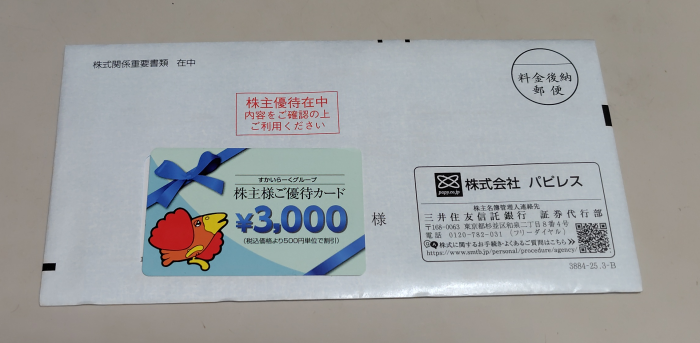 株式関係重要書類 在中
料金後納
郵便
株主優待在中
内容をご確認の上
ご利用ください
すかいらーくグループ
株主様ご優待カード
¥3,000
(税込価格より500円単位で割引)
様
株式会社 パピレス
papy.co.jp
株主名簿管理人連絡先
三井住友信託銀行 証券代行部
〒168-0063 東京都杉並区和泉二丁目8番4号
電話 0120-782-031 (フリーダイヤル)
株式に関するお手続き・よくあるご質問はこちら
https://www.smtb.jp/personal/procedure/agency/
3884-25.3-B